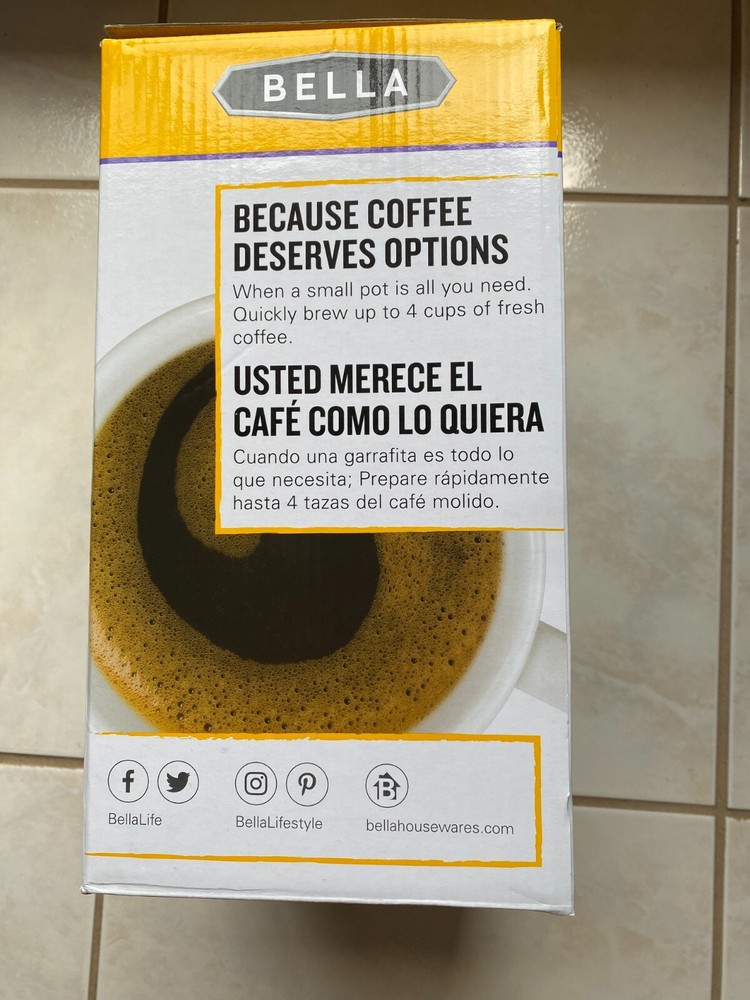 BELLA
BECAUSE COFFEE
DESERVES OPTIONS
When a small pot is all you need.
Quickly brew up to 4 cups of fresh
coffee.
USTED MERECE EL
CAFÉ COMO LO QUIERA
Cuando una garrafita es todo lo
que necesita; Prepare rápidamente
hasta 4 tazas del café molido.
BellaLife
BellaLifestyle
bellahousewares.com